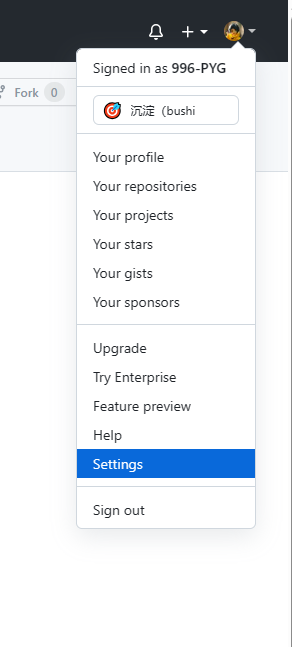 Fork 0
Signed in as 996-PYG
沉淀（bushi
Your profile
Your repositories
Your projects
Your stars
Your gists
Your sponsors
Upgrade
Try Enterprise
Feature preview
Help
Settings
Sign out